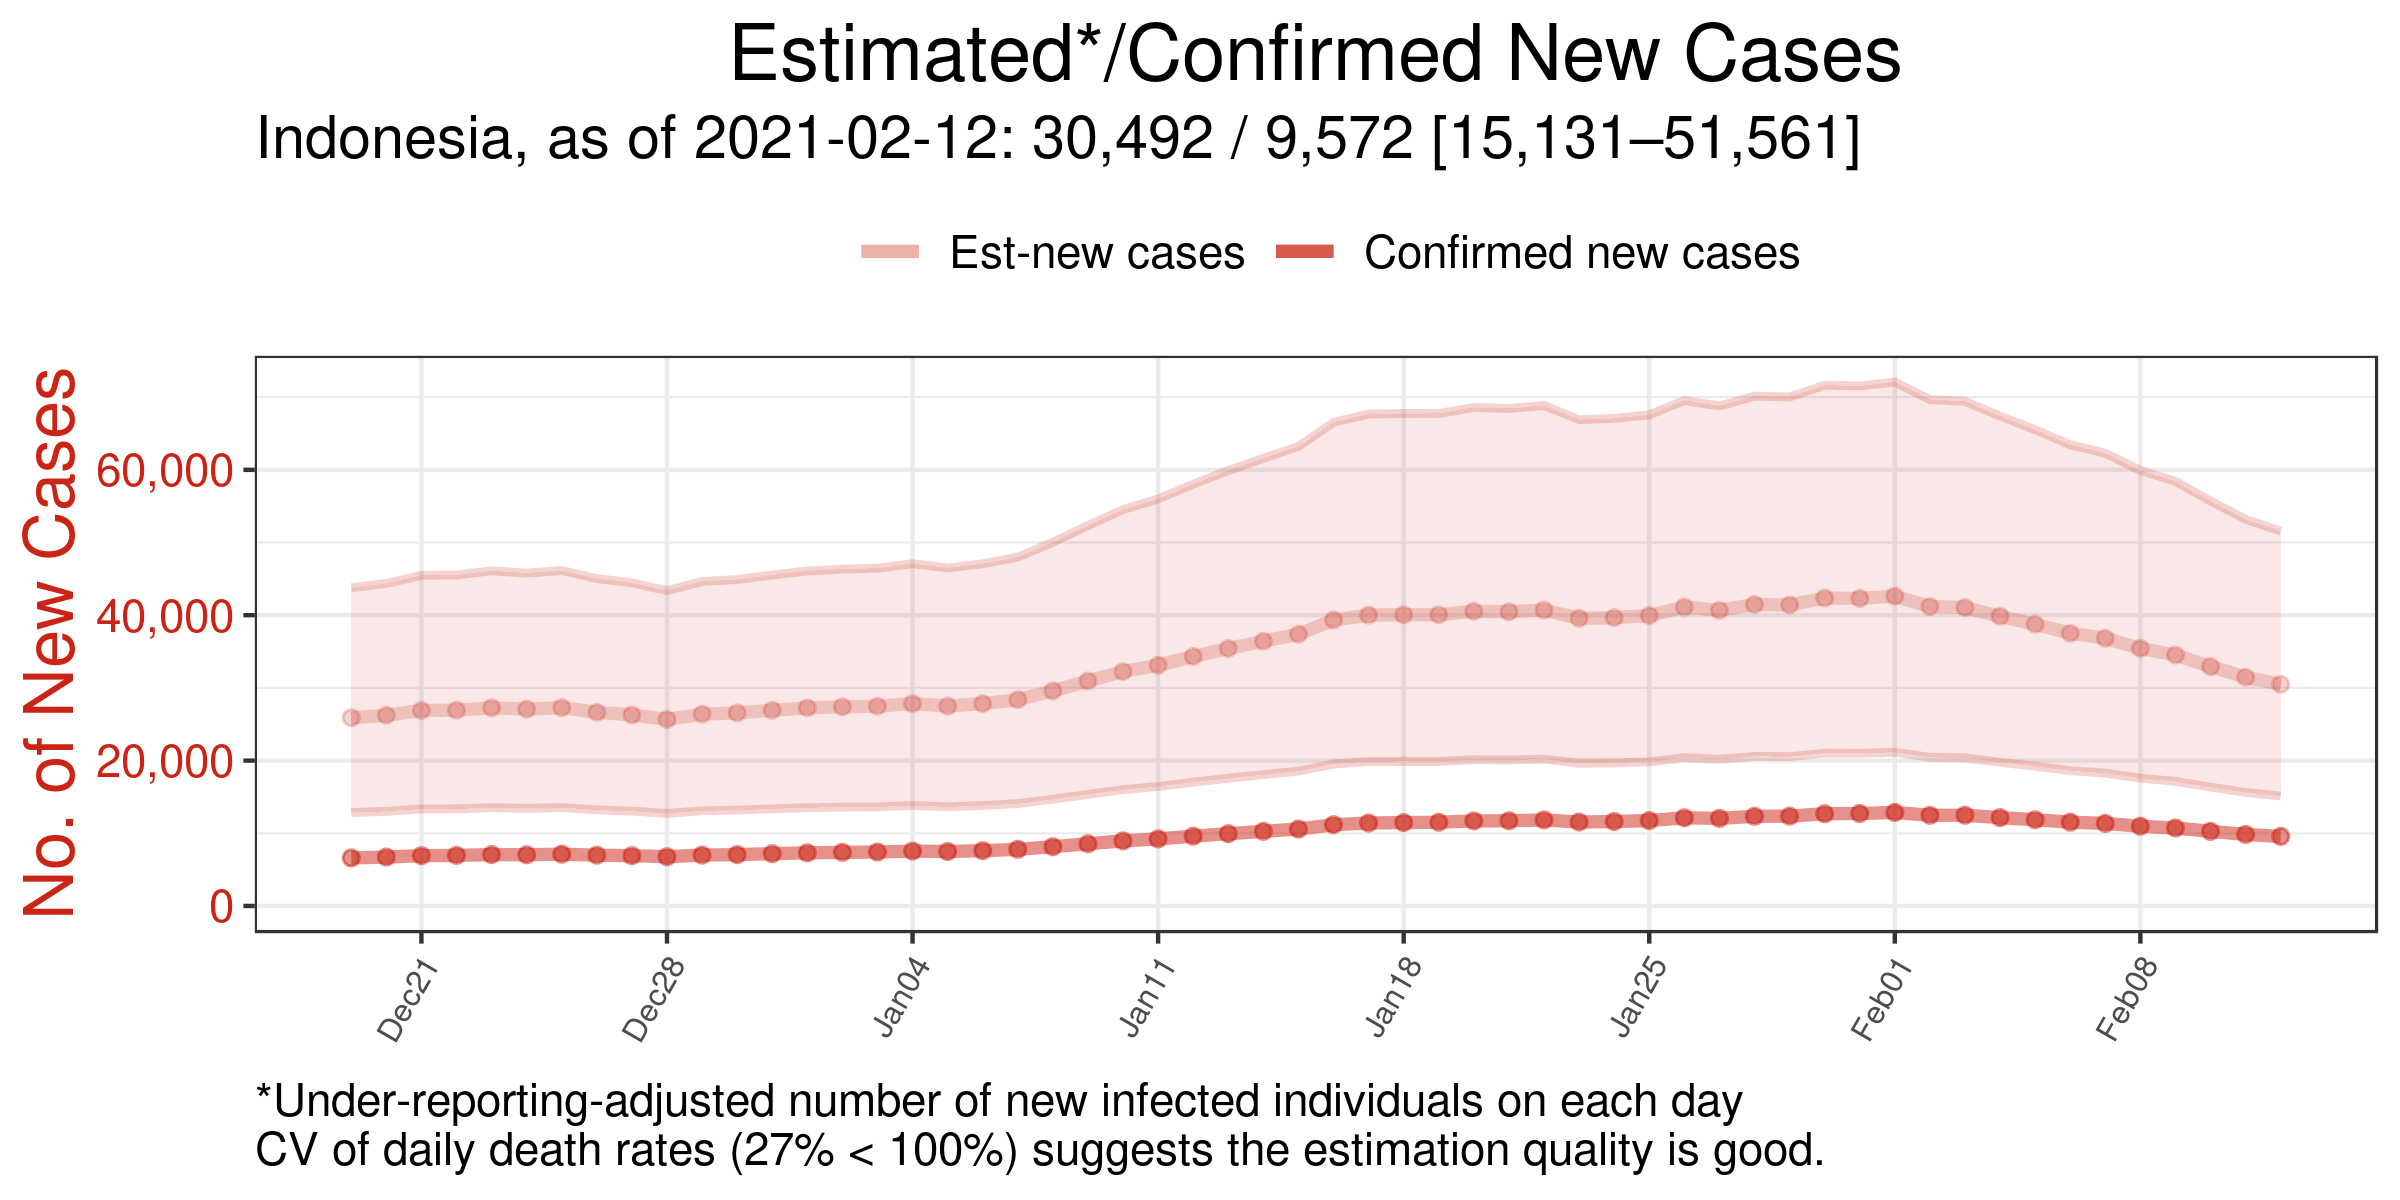 Estimated*/Confirmed New Cases
Indonesia, as of 2021-02-12: 30,492 / 9,572 [15,131–51,561]
Est-new cases
Confirmed new cases
No. of New Cases
60,000
40,000
20,000
0
Dec21
Dec28
Jan04
Jan11
Jan18
Jan25
Feb01
Feb08
*Under-reporting-adjusted number of new infected individuals on each day
CV of daily death rates (27% < 100%) suggests the estimation quality is good.